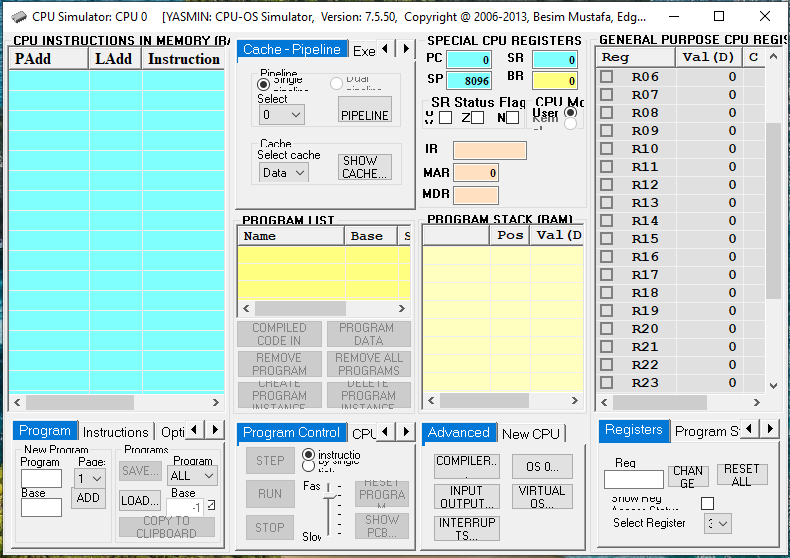 CPU Simulator: CPU 0 [YASMIN: CPU-OS Simulator, Version: 7.5.50, Copyright @ 2006-2013, Besim Mustafa, Edg...
CPU INSTRUCTIONS IN MEMORY (RA
PAdd LAdd Instruction
Cache - Pipeline Exe
Pipeline
Single pipeline
Dual pipeline
Select
0
PIPELINE
Cache
Select cache
Data
SHOW CACHE...
SPECIAL CPU REGISTERS
PC 0 SR 0
SP 8096 BR 0
SR Status Flag
Z N
CPU Mo
User
IR
MAR 0
MDR
GENERAL PURPOSE CPU REGIS
Reg Val(D) C
R06 0
R07 0
R08 0
R09 0
R10 0
R11 0
R12 0
R13 0
R14 0
R15 0
R16 0
R17 0
R18 0
R19 0
R20 0
R21 0
R22 0
R23 0
PROGRAM LIST
Name Base S
COMPILED CODE IN
PROGRAM DATA
REMOVE PROGRAM
REMOVE ALL PROGRAMS
CREATE PROGRAM INSTANCE
DELETE PROGRAM INSTANCE
PROGRAM STACK (RAM)
Pos Val(D
Program Instructions Opti
New Program
Program
Page:
1
Base
ADD
Programs
SAVE...
Program
ALL
LOAD...
Base
-1
COPY TO CLIPBOARD
Program Control CPU
STEP
RUN
STOP
instructio
by single
Fas
Slow
RESET PROGRA M
SHOW PCB...
Advanced New CPU
COMPILER..
.
OS 0...
INPUT OUTPUT...
VIRTUAL OS...
INTERRUP TS...
Registers Program S
Reg
CHAN GE
RESET ALL
Show Reg
Access Status
Select Register